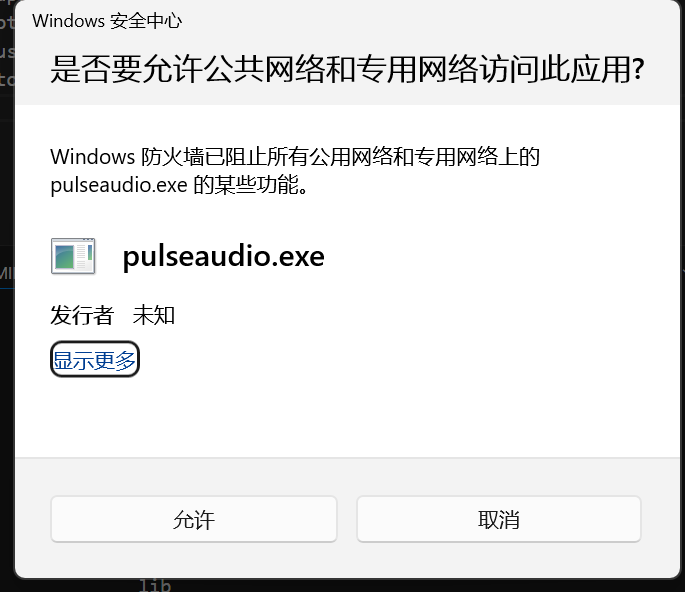 Windows 安全中心
是否要允许公共网络和专用网络访问此应用?
Windows 防火墙已阻止所有公用网络和专用网络上的
pulseaudio.exe 的某些功能。
pulseaudio.exe
发行者 未知
显示更多
允许 取消
lib